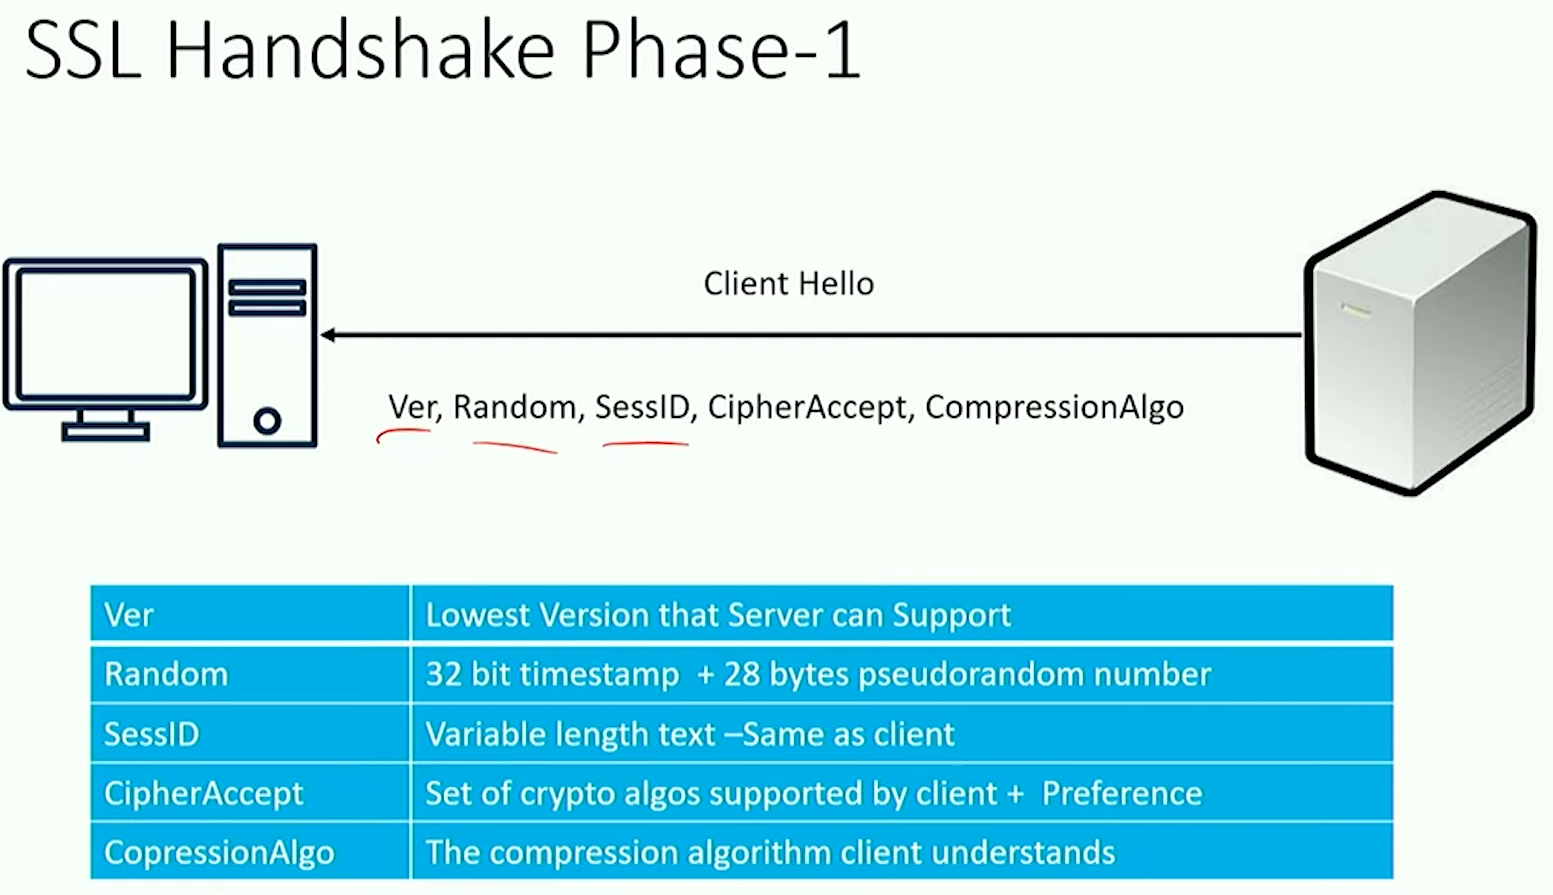 SSL Handshake Phase-1
Client Hello
Ver, Random, SessID, CipherAccept, CompressionAlgo
Ver Lowest Version that Server can Support
Random 32 bit timestamp + 28 bytes pseudorandom number
SessID Variable length text –Same as client
CipherAccept Set of crypto algos supported by client + Preference
CopressionAlgo The compression algorithm client understands